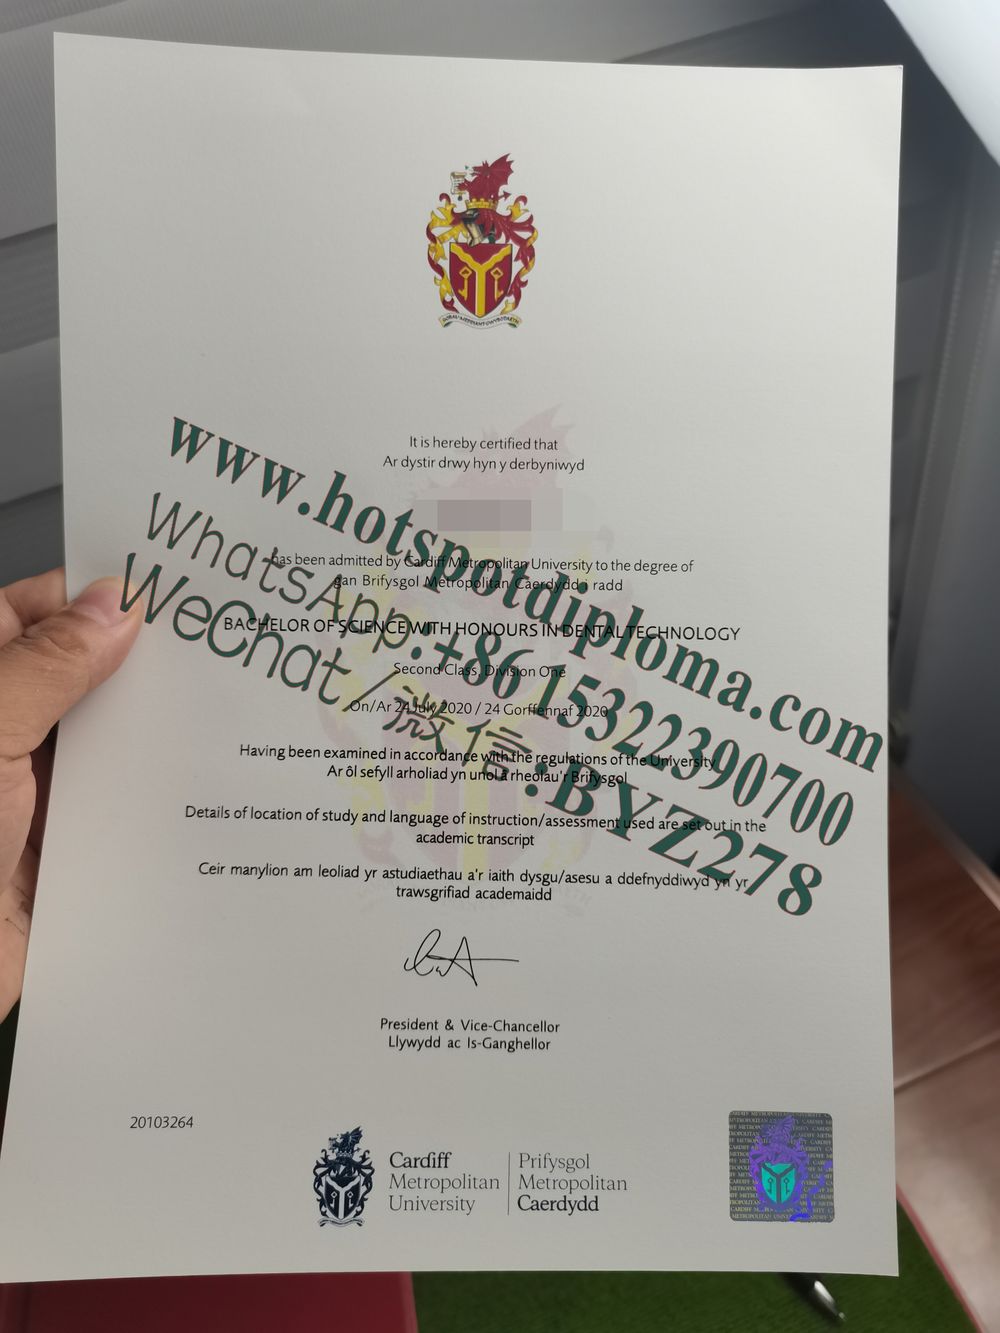 It is hereby certified that
Ar dystir drwy hyn y derbyniwyd
has been admitted by Cardiff Metropolitan University to the degree of
gan Brifysgol Metropolitan Caerdydd i radd
BACHELOR OF SCIENCE WITH HONOURS IN DENTAL TECHNOLOGY
Second Class, Division One
On/Ar 24 July 2020 / 24 Gorffennaf 2020
Having been examined in accordance with the regulations of the University
Ar ôl sefyll arholiad yn unol â rheolau'r Brifysgol
Details of location of study and language of instruction/assessment used are set out in the
academic transcript
Ceir manylion am leoliad yr astudiaethau a'r iaith dysgu/asesu a ddefnyddiwyd yn yr
trawsgrifiad academaidd
President & Vice-Chancellor
Llywydd ac Is-Ganghellor
20103264
Cardiff
Metropolitan
University
Prifysgol
Metropolitan
Caerdydd
www.hotspotdiploma.com
WhatsApp:+86 15322390700
WeChat/微信:BYZ278